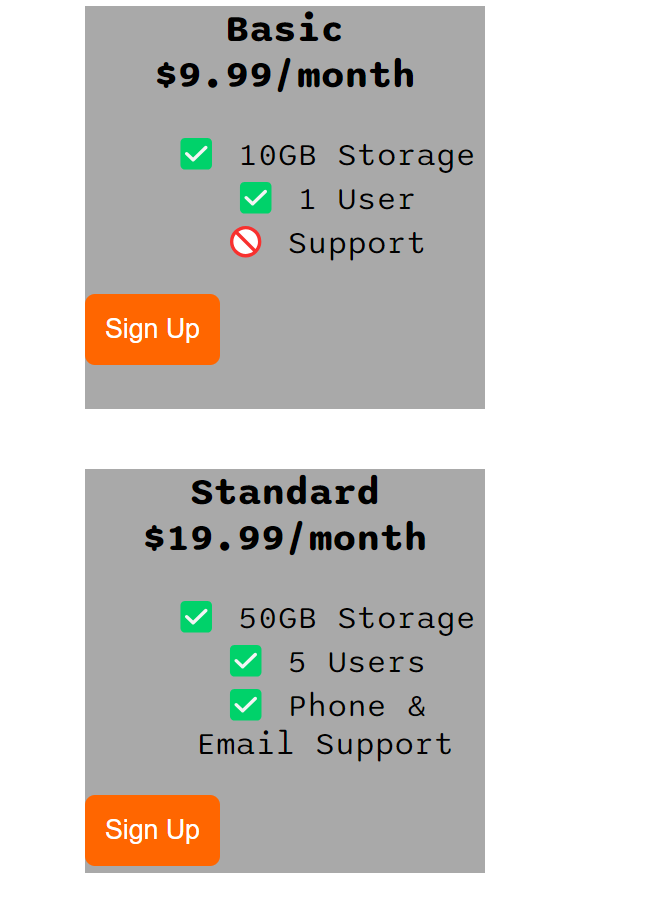 Basic
$9.99/month
✅ 10GB Storage
✅ 1 User
🚫 Support
Sign Up
Standard
$19.99/month
✅ 50GB Storage
✅ 5 Users
✅ Phone &
Email Support
Sign Up